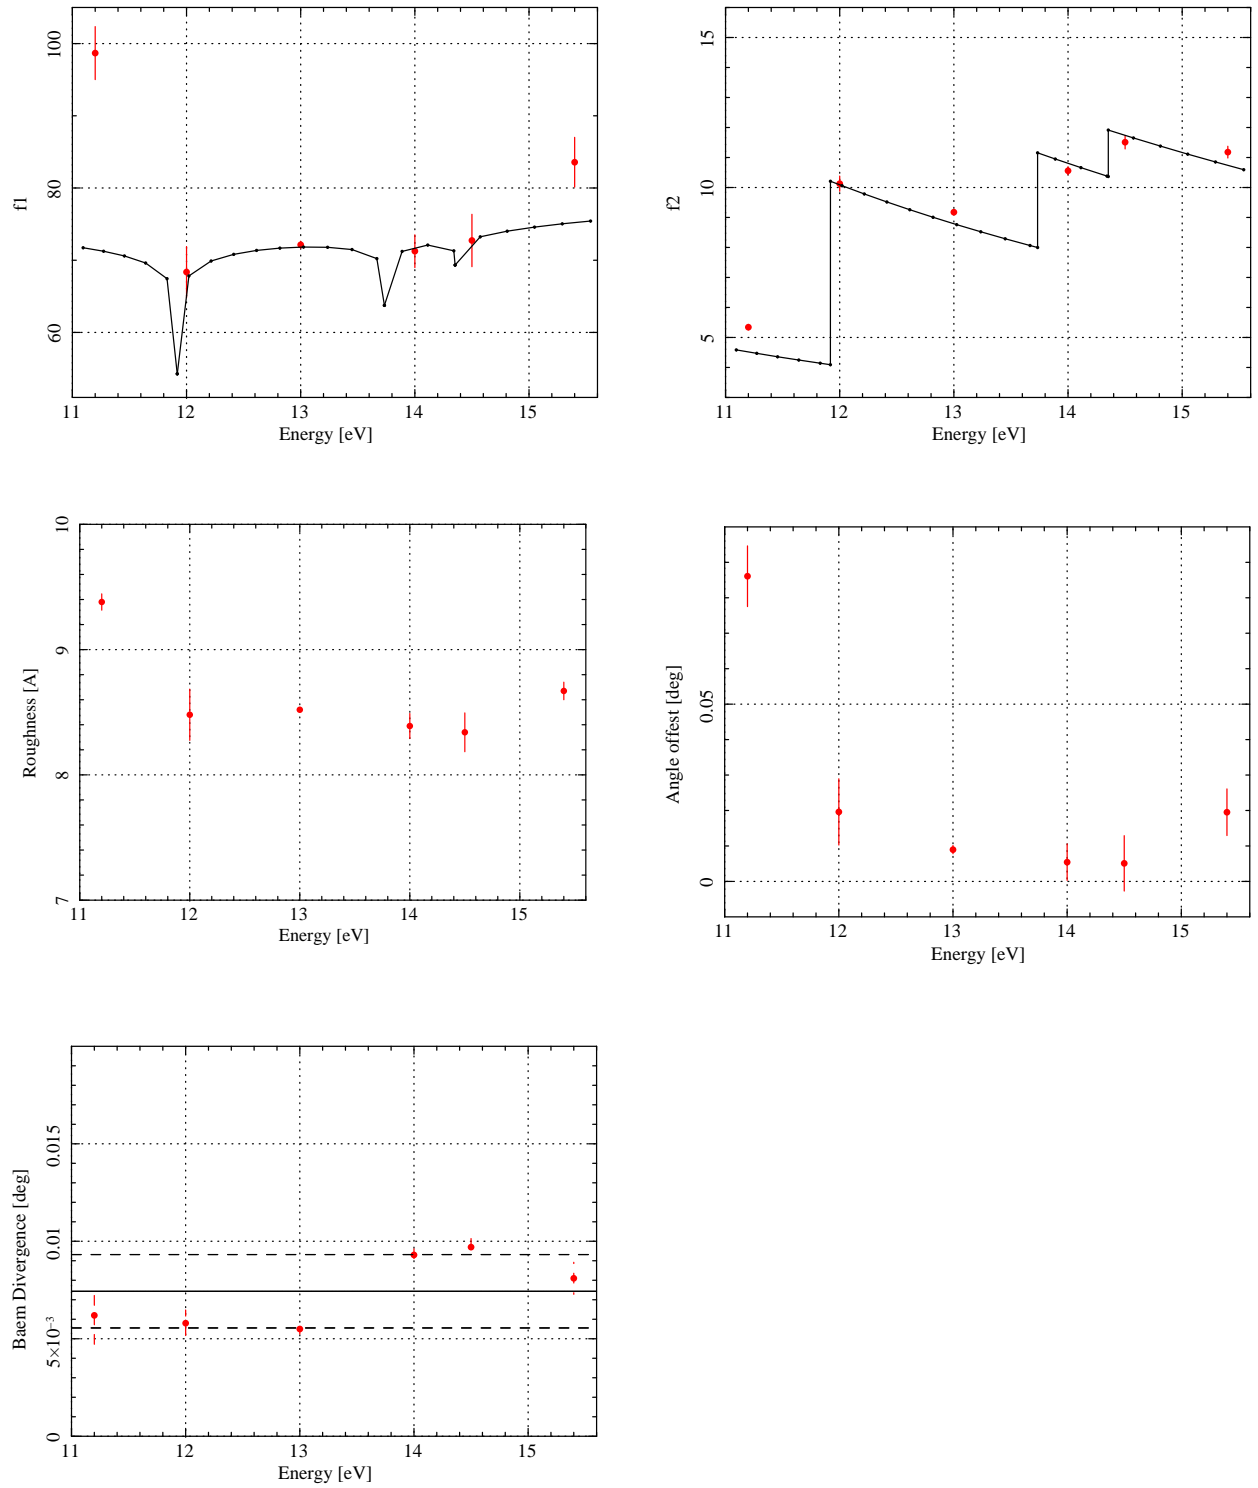 f1
100
80
60
11 12 13 14 15
Energy [eV]
f2
15
10
5
11 12 13 14 15
Energy [eV]
Roughness [A]
10
9
8
7
11 12 13 14 15
Energy [eV]
Angle offest [deg]
0.05
0
11 12 13 14 15
Energy [eV]
Baem Divergence [deg]
0.015
0.01
5×10⁻³
0
11 12 13 14 15
Energy [eV]